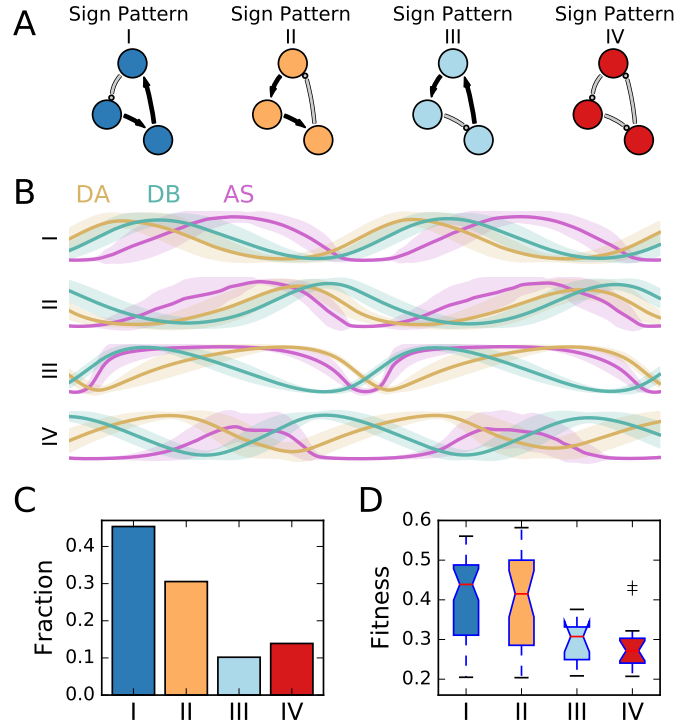 A
Sign Pattern
I
Sign Pattern
II
Sign Pattern
III
Sign Pattern
IV
B
DA DB AS
I
II
III
IV
C
Fraction
0.4
0.3
0.2
0.1
0.0
I II III IV
D
Fitness
0.6
0.5
0.4
0.3
0.2
I II III IV